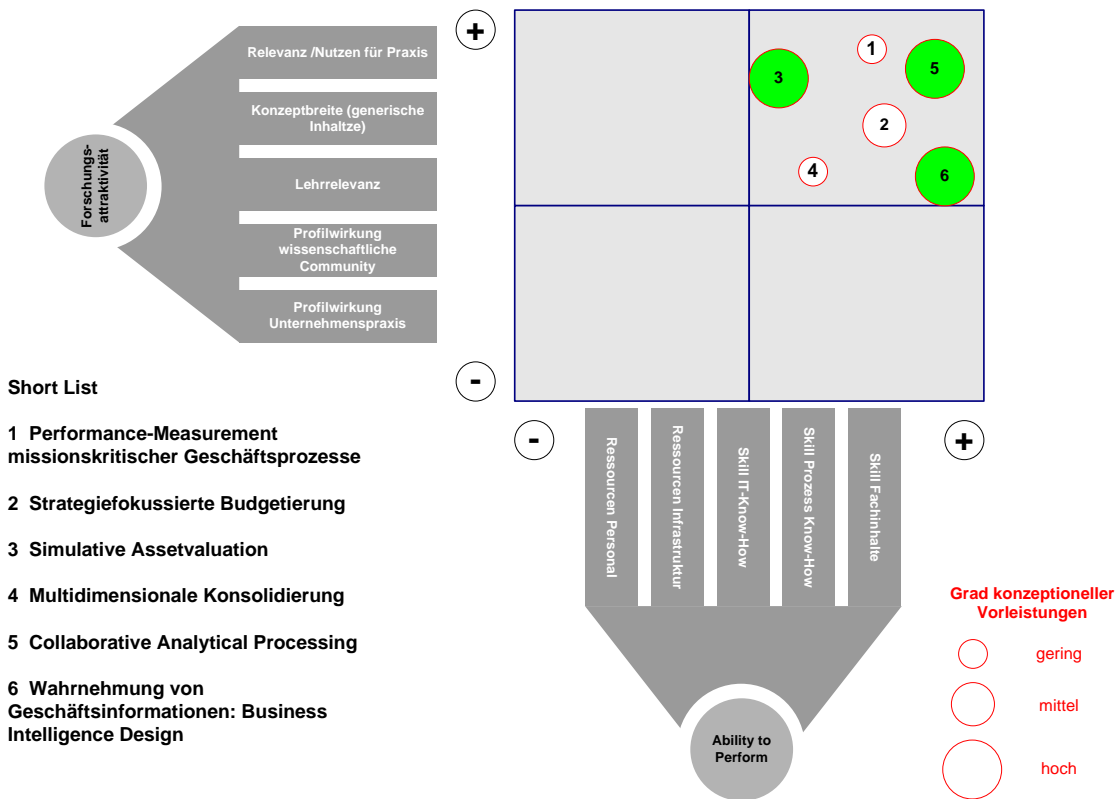 Forschungs-
attraktivität
Relevanz /Nutzen für Praxis
Konzeptbreite (generische
Inhaltze)
Lehrrelevanz
Profilwirkung
wissenschaftliche
Community
Profilwirkung
Unternehmenspraxis
+
-
1
3
5
2
4
6
-
+
Ressourcen Personal
Ressourcen Infrastruktur
Skill IT-Know-How
Skill Prozess Know-How
Skill Fachinhalte
Ability to
Perform
Short List
1 Performance-Measurement
missionskritischer Geschäftsprozesse
2 Strategiefokussierte Budgetierung
3 Simulative Assetvaluation
4 Multidimensionale Konsolidierung
5 Collaborative Analytical Processing
6 Wahrnehmung von
Geschäftsinformationen: Business
Intelligence Design
Grad konzeptioneller
Vorleistungen
gering
mittel
hoch